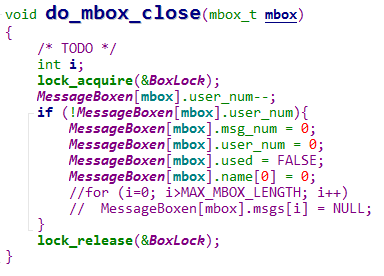 void do_mbox_close(mbox_t mbox)
{
    /* TODO */
    int i;
    lock_acquire(&BoxLock);
    MessageBoxen[mbox].user_num--;
    if (!MessageBoxen[mbox].user_num){
        MessageBoxen[mbox].msg_num = 0;
        MessageBoxen[mbox].user_num = 0;
        MessageBoxen[mbox].used = FALSE;
        MessageBoxen[mbox].name[0] = 0;
        //for (i=0; i>MAX_MBOX_LENGTH; i++)
        //  MessageBoxen[mbox].msgs[i] = NULL;
    }
    lock_release(&BoxLock);
}